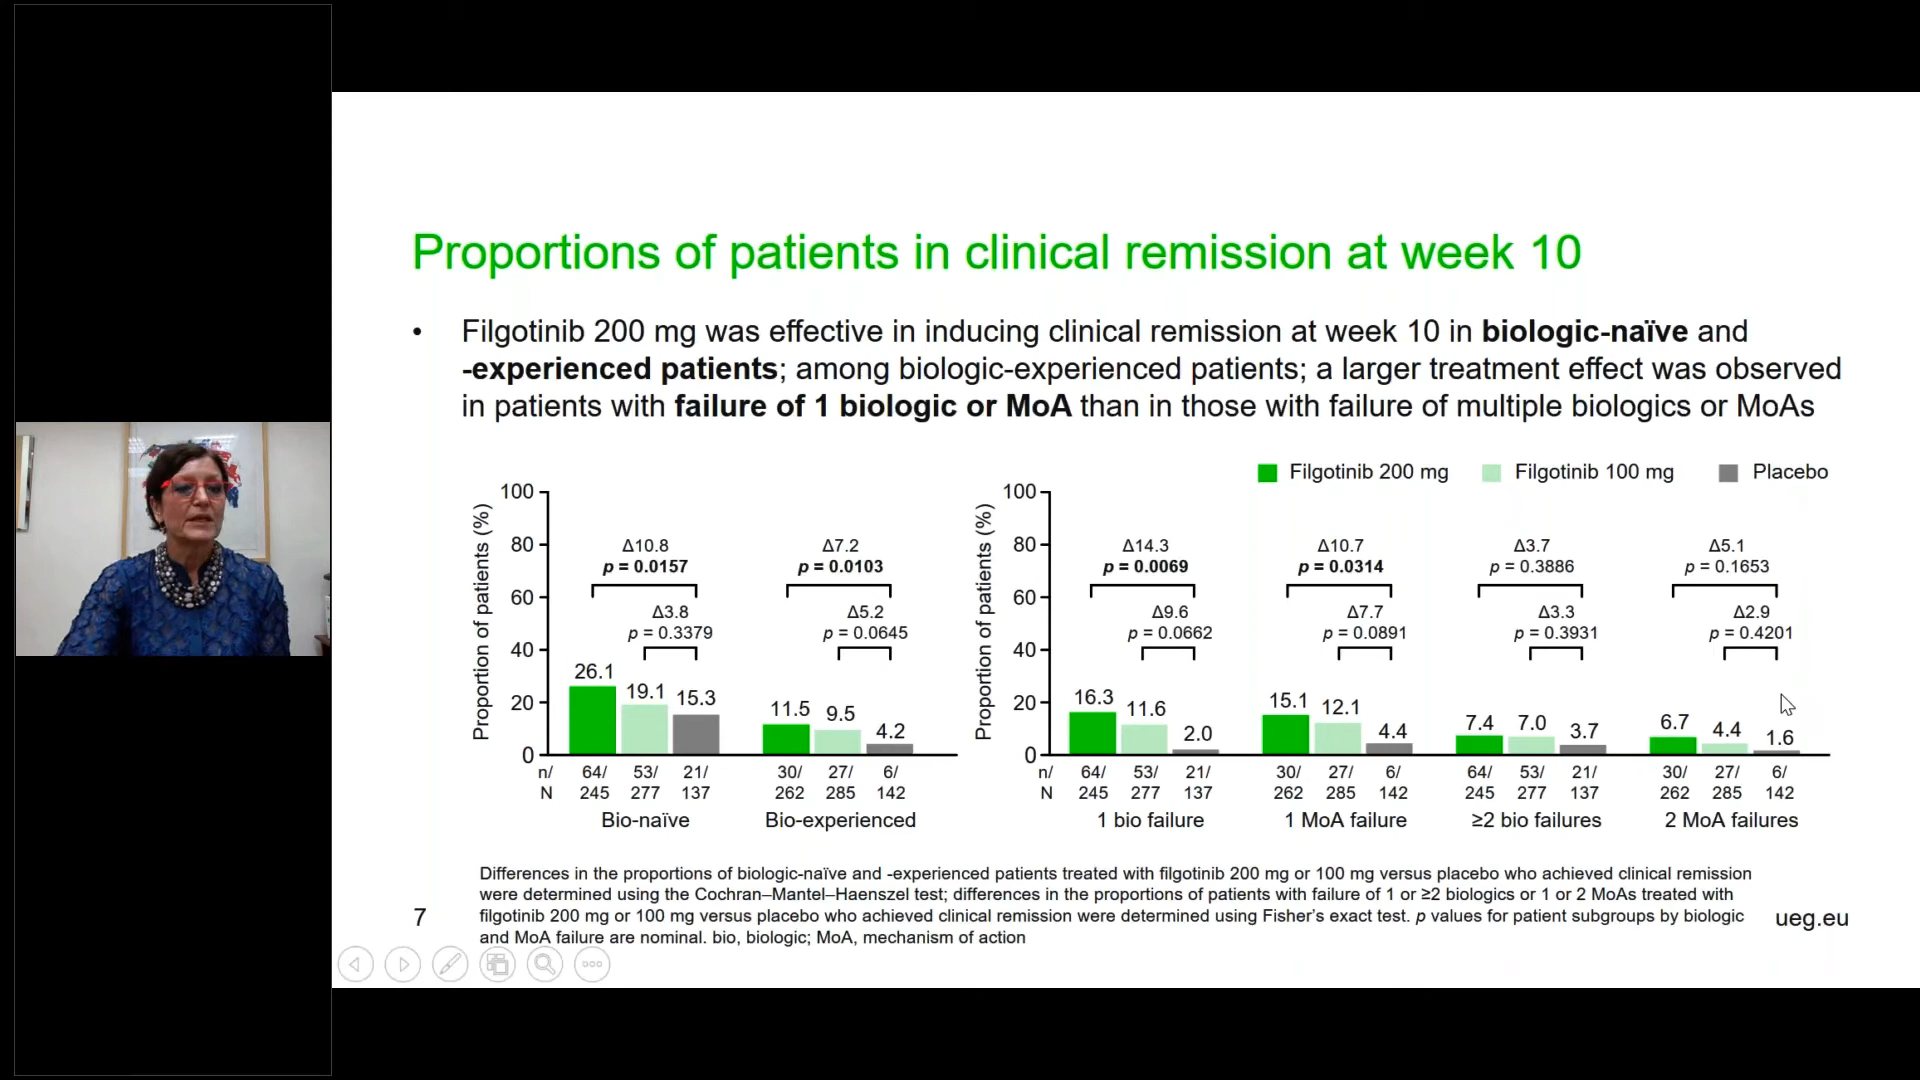 Proportions of patients in clinical remission at week 10
• Filgotinib 200 mg was effective in inducing clinical remission at week 10 in biologic-naïve and
-experienced patients; among biologic-experienced patients; a larger treatment effect was observed
in patients with failure of 1 biologic or MoA than in those with failure of multiple biologics or MoAs
Filgotinib 200 mg Filgotinib 100 mg Placebo
Proportion of patients (%)
100
80
60
40
20
0
Δ10.8
p = 0.0157
Δ3.8
p = 0.3379
26.1 19.1 15.3
Δ7.2
p = 0.0103
Δ5.2
p = 0.0645
11.5 9.5 4.2
n/ 64/ 53/ 21/ 30/ 27/ 6/
N 245 277 137 262 285 142
Bio-naïve Bio-experienced
Proportion of patients (%)
100
80
60
40
20
0
Δ14.3
p = 0.0069
Δ9.6
p = 0.0662
16.3 11.6 2.0
Δ10.7
p = 0.0314
Δ7.7
p = 0.0891
15.1 12.1 4.4
Δ3.7
p = 0.3886
Δ3.3
p = 0.3931
7.4 7.0 3.7
Δ5.1
p = 0.1653
Δ2.9
p = 0.4201
6.7 4.4 1.6
n/ 64/ 53/ 21/ 30/ 27/ 6/ 64/ 53/ 21/ 30/ 27/ 6/
N 245 277 137 262 285 142 245 277 137 262 285 142
1 bio failure 1 MoA failure ≥2 bio failures 2 MoA failures
Differences in the proportions of biologic-naïve and -experienced patients treated with filgotinib 200 mg or 100 mg versus placebo who achieved clinical remission
were determined using the Cochran–Mantel–Haenszel test; differences in the proportions of patients with failure of 1 or ≥2 biologics or 1 or 2 MoAs treated with
filgotinib 200 mg or 100 mg versus placebo who achieved clinical remission were determined using Fisher's exact test. p values for patient subgroups by biologic
and MoA failure are nominal. bio, biologic; MoA, mechanism of action
7
ueg.eu